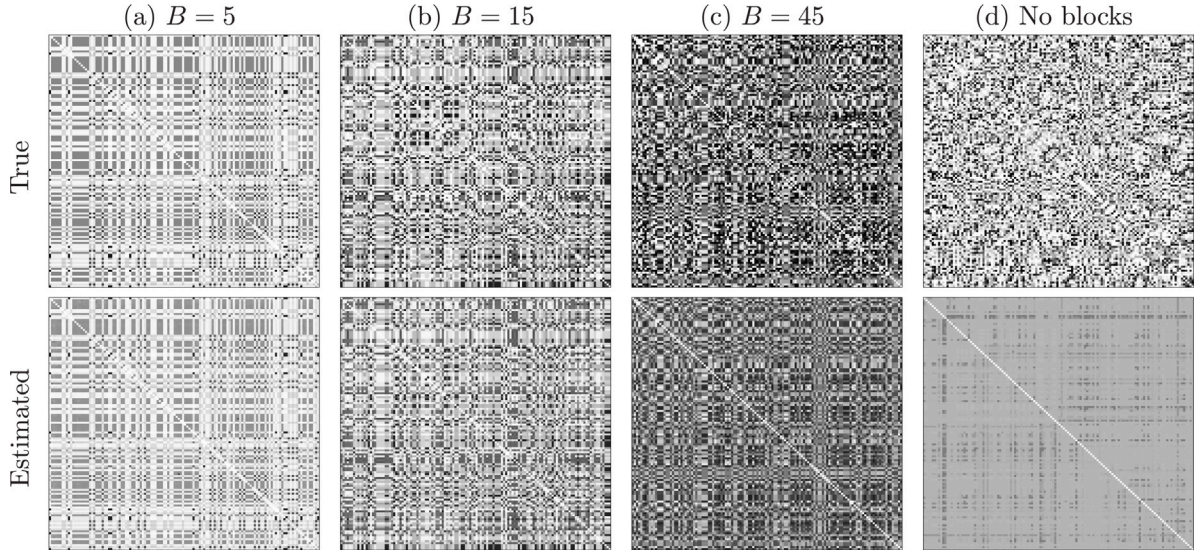 (a) B = 5
(b) B = 15
(c) B = 45
(d) No blocks
True
Estimated